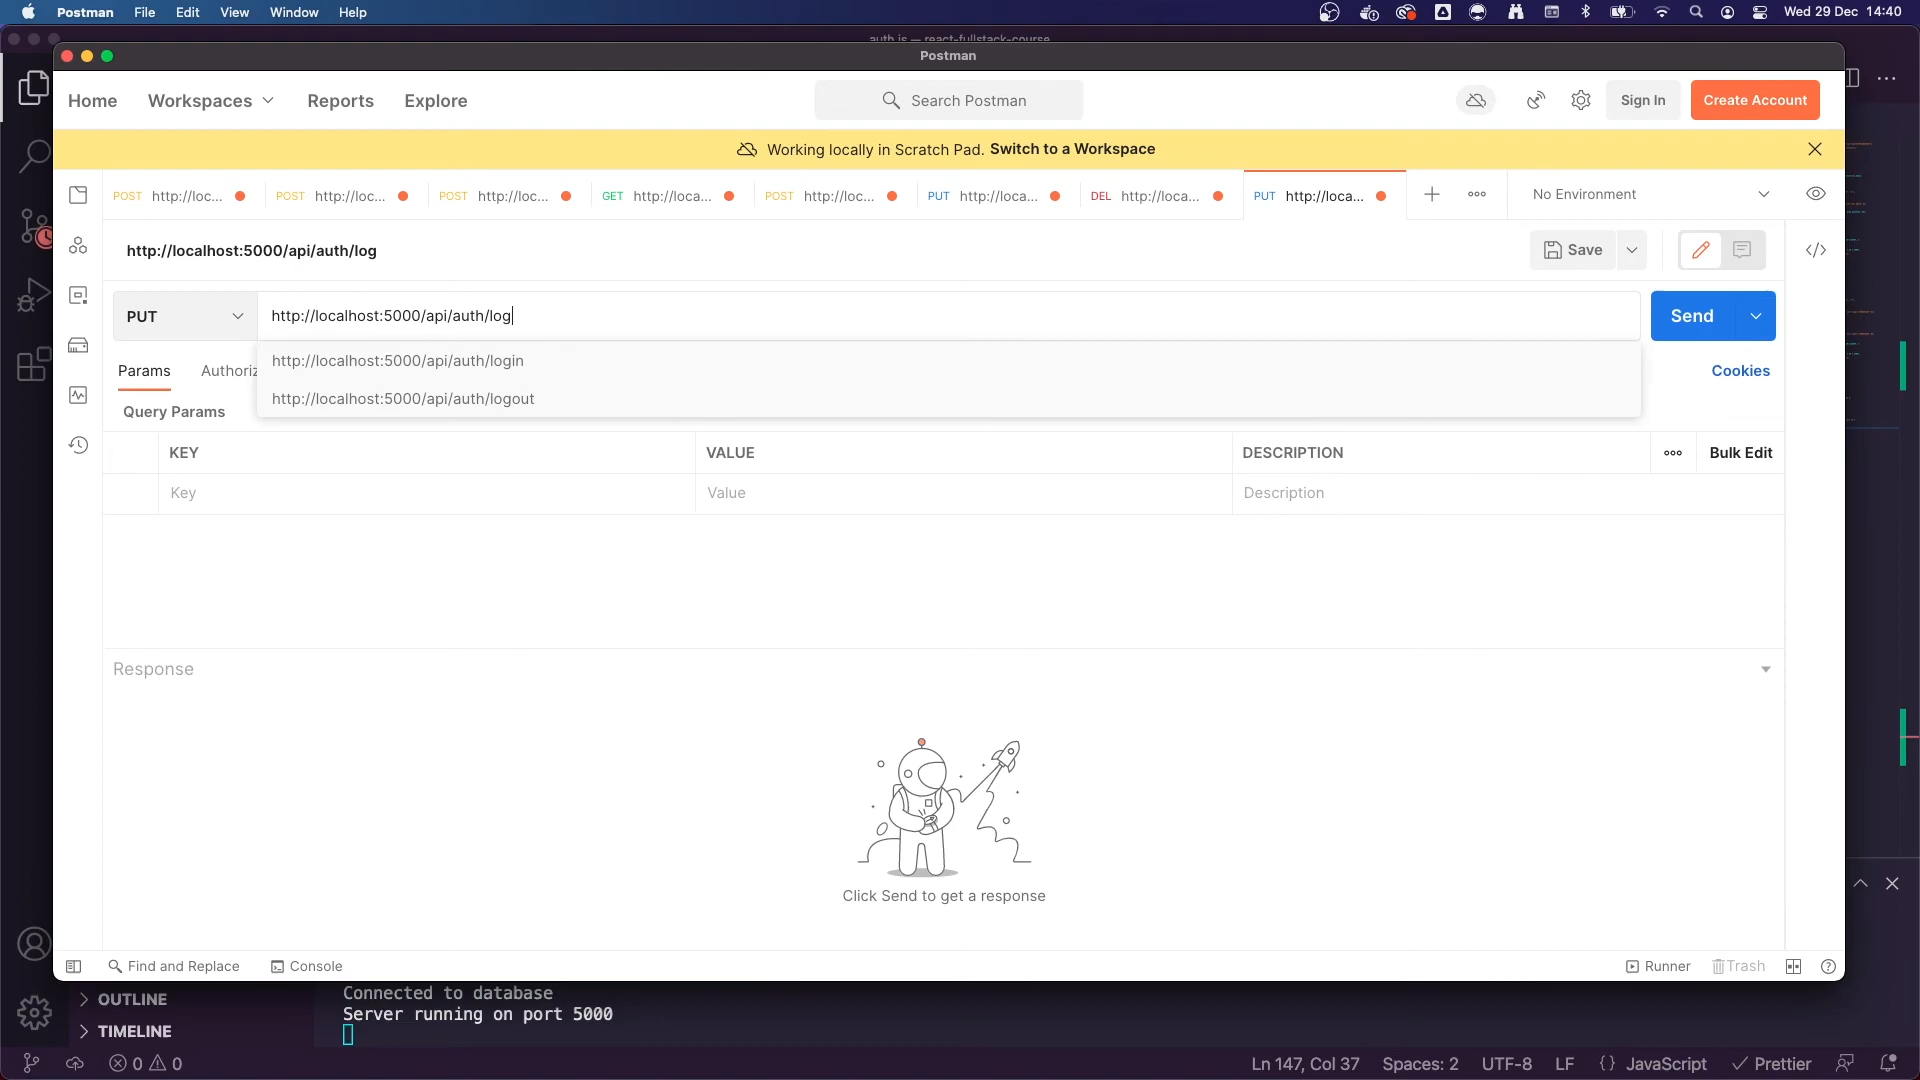 Postman File Edit View Window Help Wed 29 Dec 14:40
auth.js — react-fullstack-course
Postman
Home Workspaces Reports Explore Search Postman Sign In Create Account
Working locally in Scratch Pad. Switch to a Workspace
POST http://loc... POST http://loc... POST http://loc... GET http://loca... POST http://loc... PUT http://loca... DEL http://loca... PUT http://loca... No Environment
http://localhost:5000/api/auth/log Save
PUT http://localhost:5000/api/auth/log Send
http://localhost:5000/api/auth/login
Params Authoriz Cookies
http://localhost:5000/api/auth/logout
Query Params
KEY VALUE DESCRIPTION Bulk Edit
Key Value Description
Response
Click Send to get a response
Find and Replace Console Runner Trash
Connected to database
OUTLINE
Server running on port 5000
TIMELINE
0 0 Ln 147, Col 37 Spaces: 2 UTF-8 LF {} JavaScript Prettier